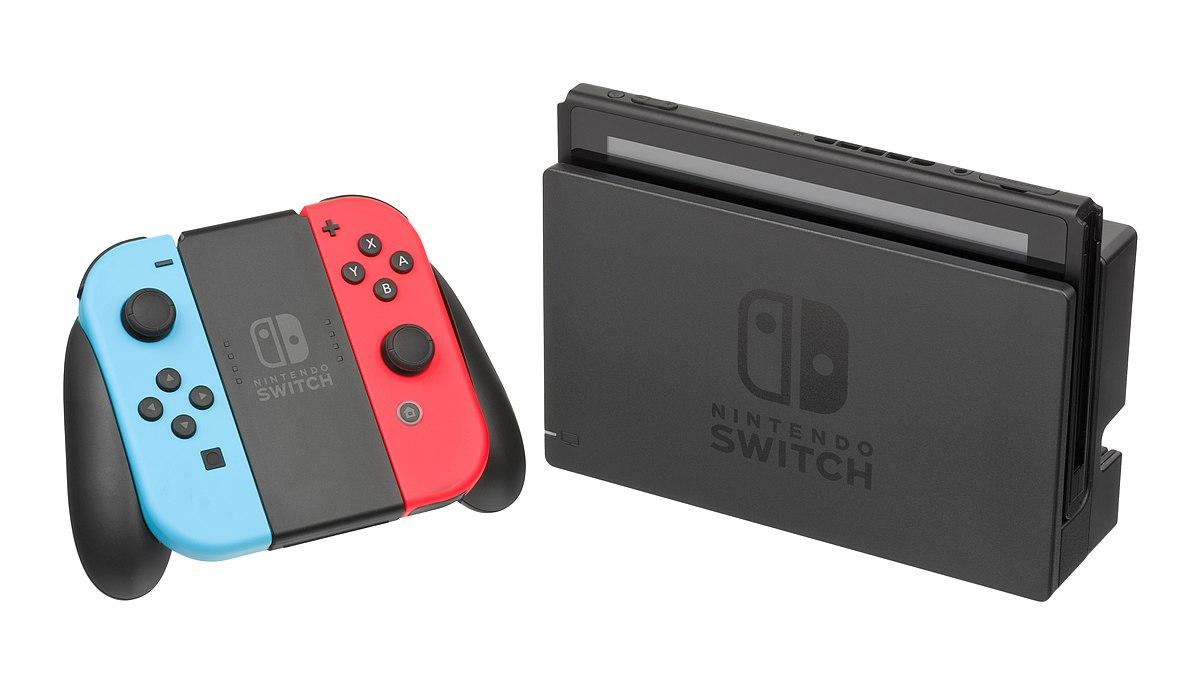 X
Y
A
B
NINTENDO
SWITCH
NINTENDO
SWITCH